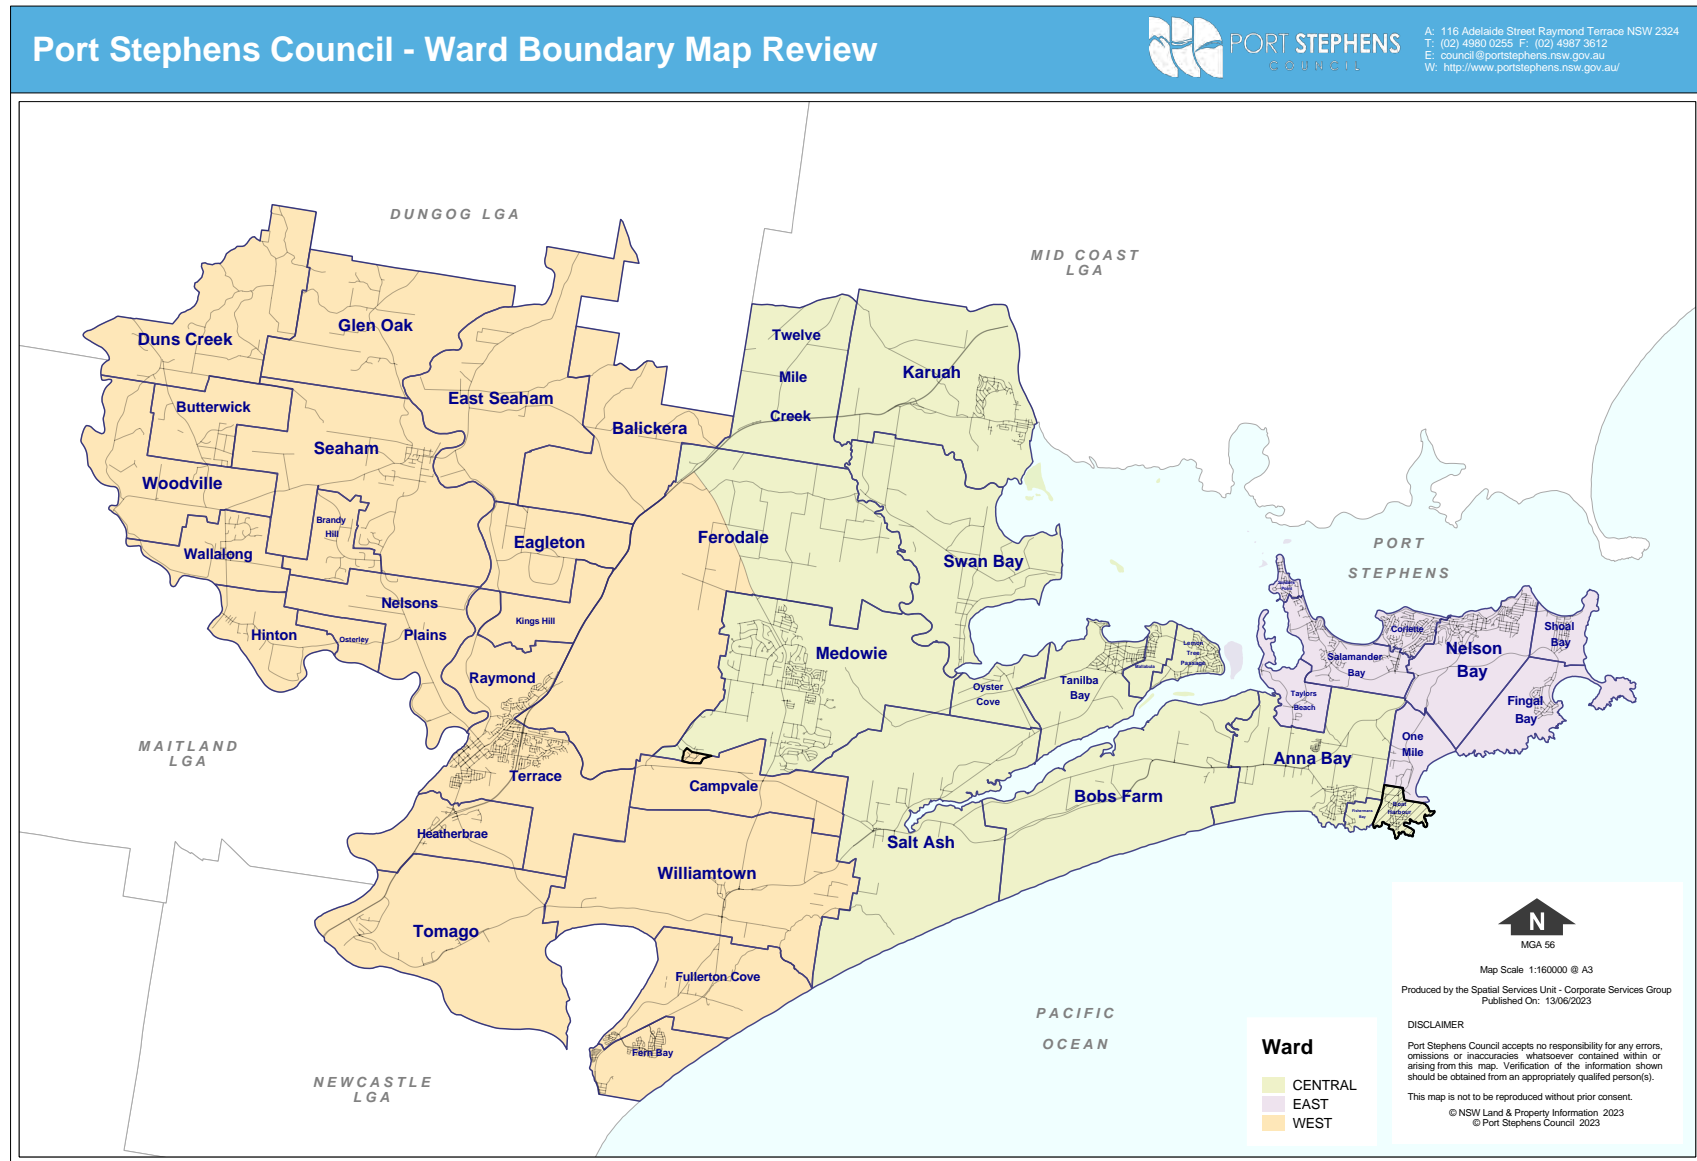 Port Stephens Council - Ward Boundary Map Review
PORT STEPHENS
COUNCIL
A: 116 Adelaide Street Raymond Terrace NSW 2324
T: (02) 4980 0255 F: (02) 4987 3612
E: council@portstephens.nsw.gov.au
W: http://www.portstephens.nsw.gov.au/
DUNGOG LGA
MID COAST
LGA
Duns Creek
Glen Oak
Twelve
Mile
Creek
Karuah
Butterwick
East Seaham
Balickera
Seaham
Woodville
Brandy
Hill
Wallalong
Eagleton
Ferodale
Swan Bay
PORT
STEPHENS
Nelsons
Plains
Kings Hill
Hinton
Osterley
Medowie
Raymond
Terrace
Oyster
Cove
Tanilba
Bay
Mallabula
Lemon
Tree
Passage
Corlette
Salamander
Bay
Nelson
Bay
Shoal
Bay
Taylors
Beach
Fingal
Bay
One
Mile
Anna Bay
MAITLAND
LGA
Campvale
Bobs Farm
Fishermans
Bay
Boat
Harbour
Heatherbrae
Salt Ash
Williamtown
Tomago
Fullerton Cove
Fern Bay
NEWCASTLE
LGA
PACIFIC
OCEAN
Ward
CENTRAL
EAST
WEST
N
MGA 56
Map Scale 1:160000 @ A3
Produced by the Spatial Services Unit - Corporate Services Group
Published On: 13/06/2023
DISCLAIMER
Port Stephens Council accepts no responsibility for any errors,
omissions or inaccuracies whatsoever contained within or
arising from this map. Verification of the information shown
should be obtained from an appropriately qualifed person(s).
This map is not to be reproduced without prior consent.
© NSW Land & Property Information 2023
© Port Stephens Council 2023